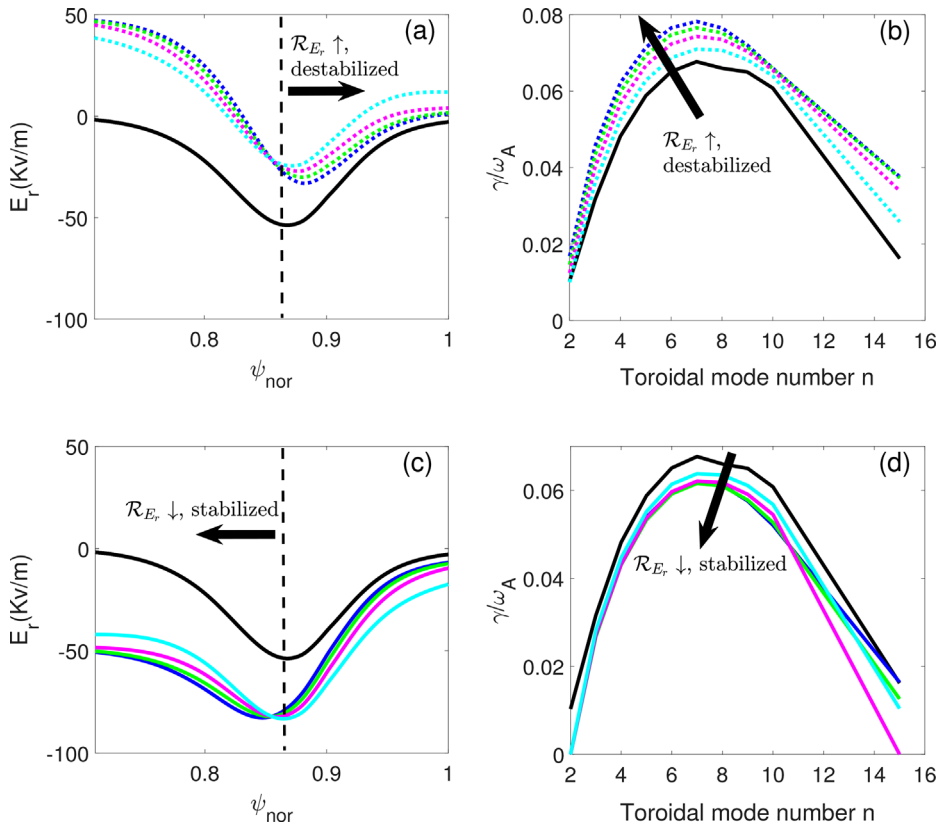 50
0
-50
-100
E_r(Kv/m)
0.8
0.9
1
ψ_nor
(a)
𝓡_{E_r} ↑,
destabilized
0.08
0.06
0.04
0.02
0
γ/ω_A
2
4
6
8
10
12
14
16
Toroidal mode number n
(b)
𝓡_{E_r} ↑,
destabilized
50
0
-50
-100
E_r(Kv/m)
0.8
0.9
1
ψ_nor
(c)
𝓡_{E_r} ↓, stabilized
0.06
0.04
0.02
0
γ/ω_A
2
4
6
8
10
12
14
16
Toroidal mode number n
(d)
𝓡_{E_r} ↓, stabilized